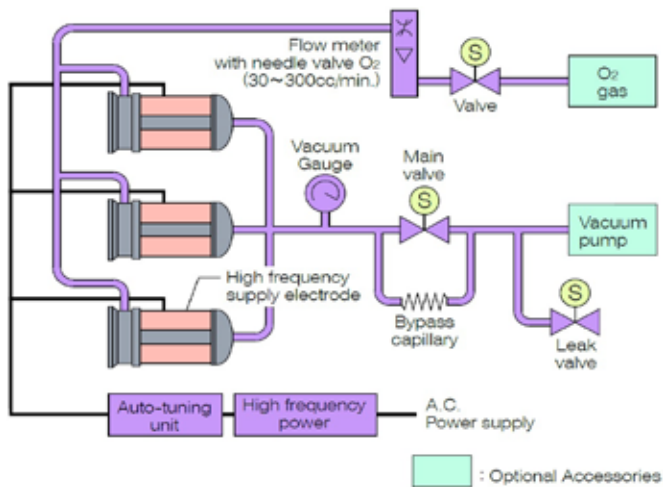 Flow meter
with needle valve O₂
(30～300cc/min.)
S
Valve
O₂
gas
Vacuum
Gauge
Main
valve
S
Vacuum
pump
High frequency
supply electrode
Bypass
capillary
S
Leak
valve
Auto-tuning
unit
High frequency
power
A.C.
Power supply
: Optional Accessories